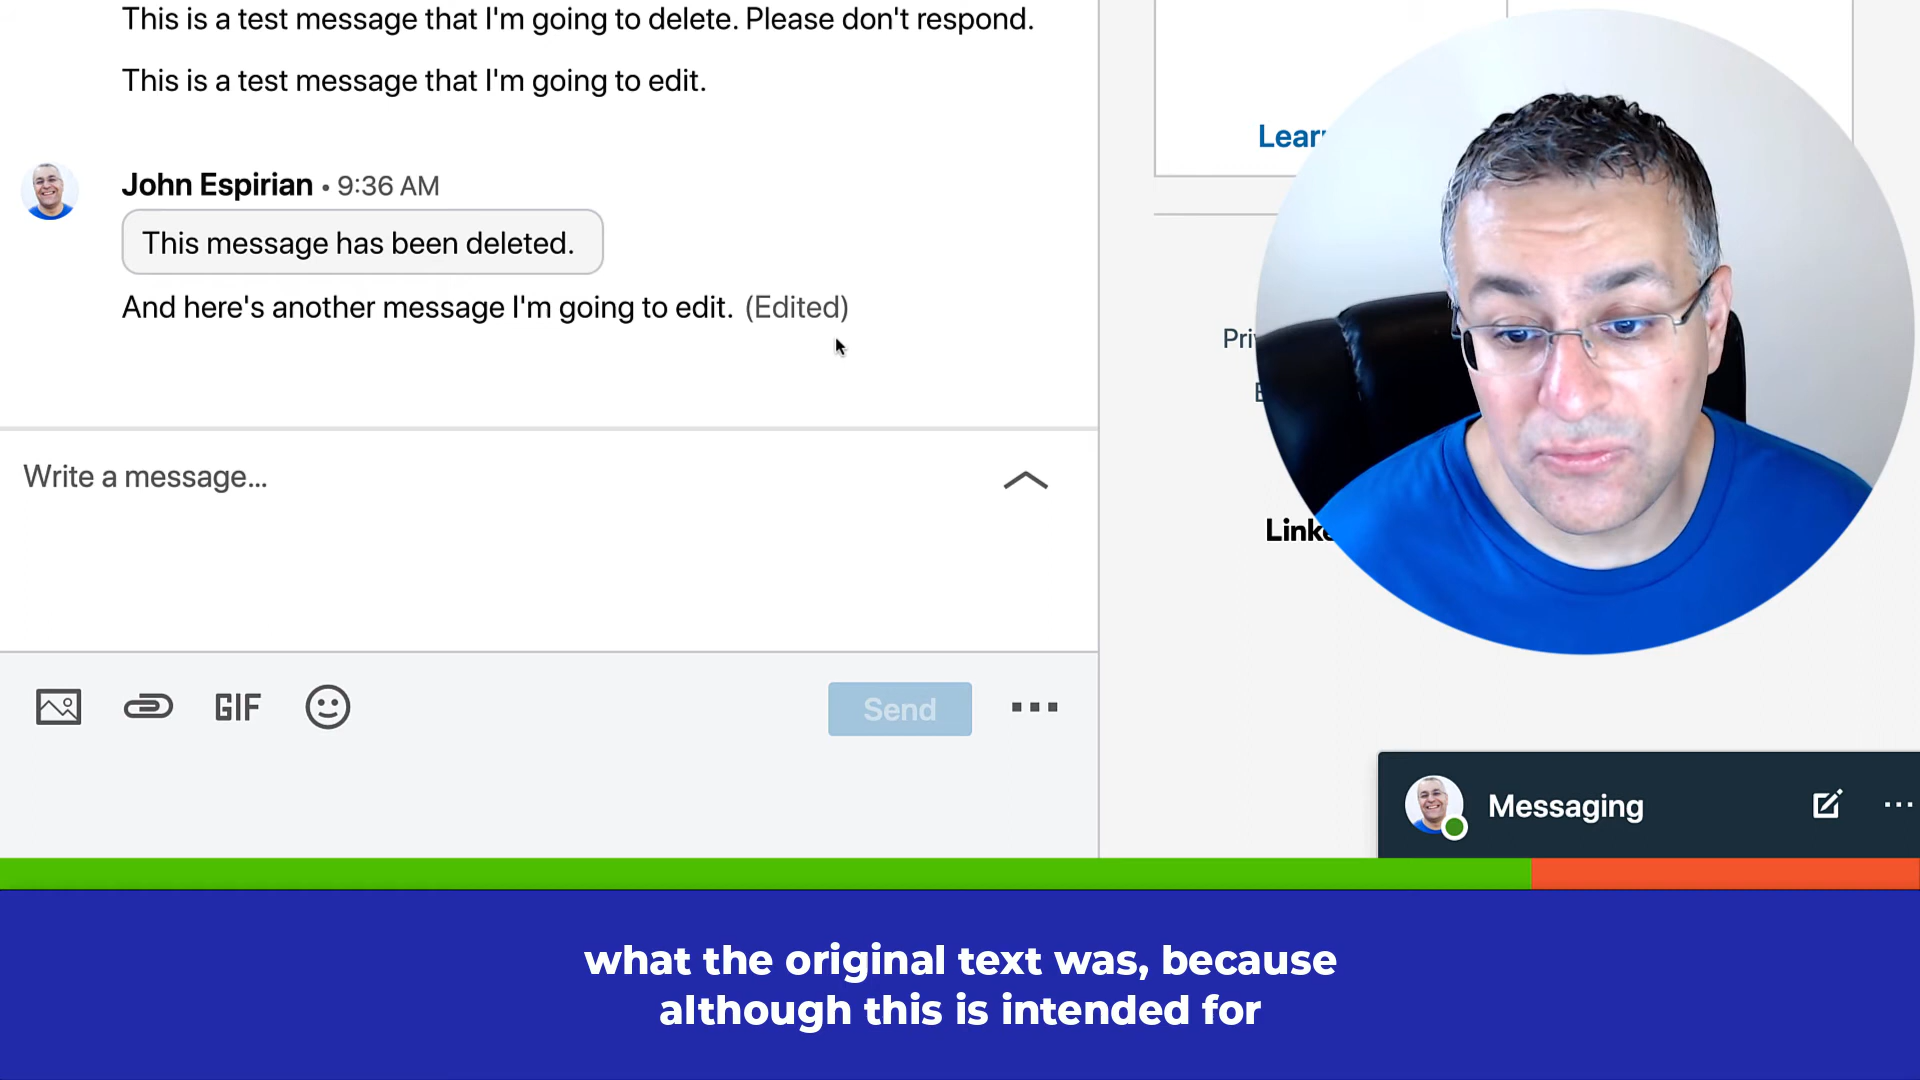 This is a test message that I'm going to delete. Please don't respond.
This is a test message that I'm going to edit.
John Espirian • 9:36 AM
This message has been deleted.
And here's another message I'm going to edit. (Edited)
Write a message...
GIF
Send
Messaging
what the original text was, because
although this is intended for